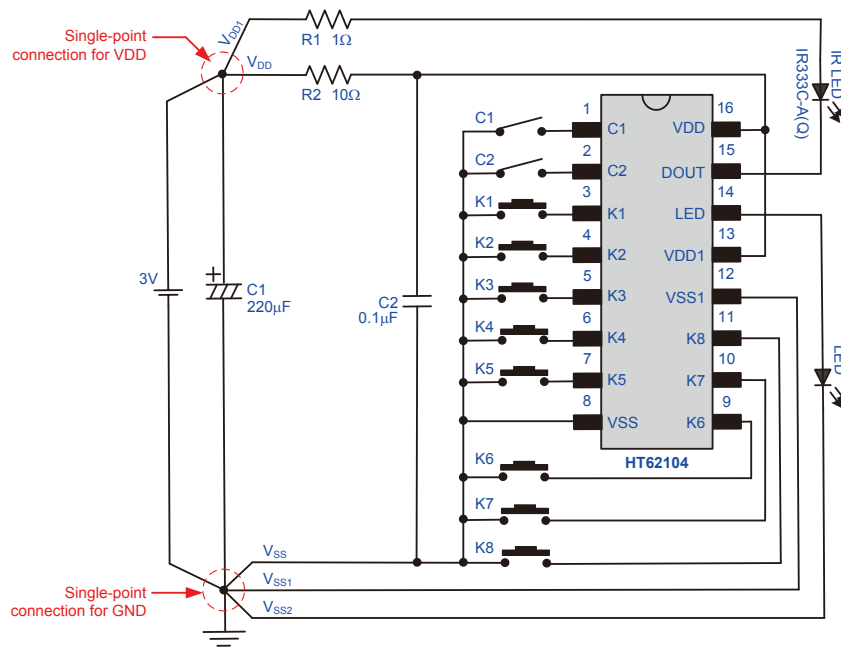 Single-point
connection for VDD
VDD1
VDD
R1 1Ω
R2 10Ω
IR LED
IR333C-A(Q)
3V
C1
220µF
C2
0.1µF
C1
C2
K1
K2
K3
K4
K5
K6
K7
K8
1
2
3
4
5
6
7
8
C1
C2
K1
K2
K3
K4
K5
VSS
16
15
14
13
12
11
10
9
VDD
DOUT
LED
VDD1
VSS1
K8
K7
K6
HT62104
LED
VSS
VSS1
VSS2
Single-point
connection for GND